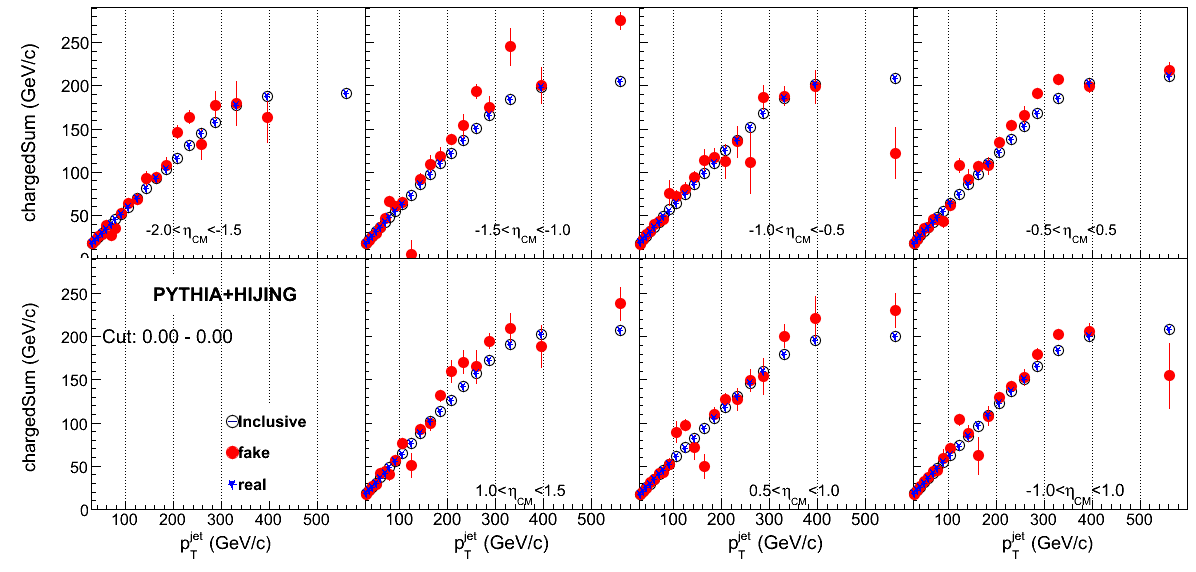 chargedSum (GeV/c)
250
200
150
100
50
0
-2.0<η_CM<-1.5
-1.5<η_CM<-1.0
-1.0<η_CM<-0.5
-0.5<η_CM<0.5
chargedSum (GeV/c)
250
200
150
100
50
0
PYTHIA+HIJING
Cut: 0.00 - 0.00
Inclusive
fake
real
1.0<η_CM<1.5
0.5<η_CM<1.0
-1.0<η_CM<1.0
100 200 300 400 500
100 200 300 400 500
100 200 300 400 500
100 200 300 400 500
p_T^jet (GeV/c)
p_T^jet (GeV/c)
p_T^jet (GeV/c)
p_T^jet (GeV/c)